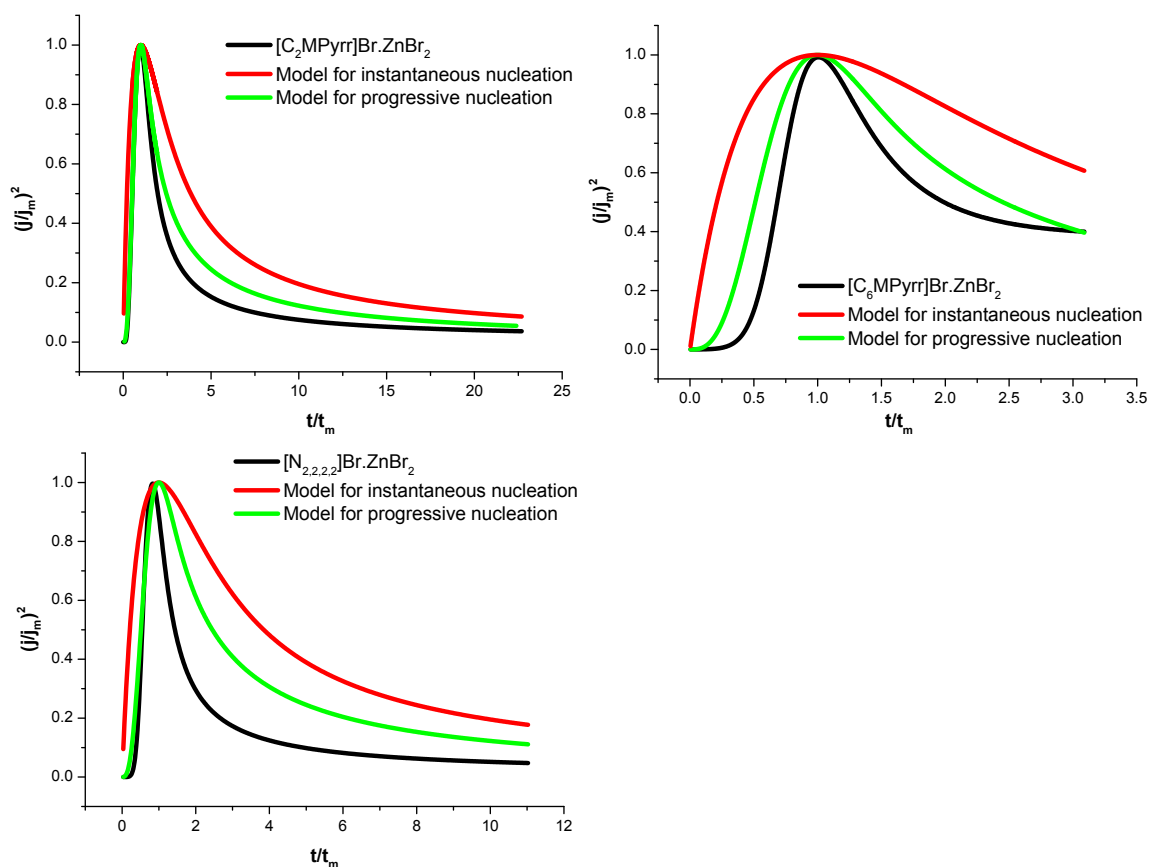 [C₂MPyrr]Br.ZnBr₂
Model for instantaneous nucleation
Model for progressive nucleation
(j/jₘ)²
1.0
0.8
0.6
0.4
0.2
0.0
0 5 10 15 20 25
t/tₘ
[C₆MPyrr]Br.ZnBr₂
Model for instantaneous nucleation
Model for progressive nucleation
(j/jₘ)²
1.0
0.8
0.6
0.4
0.2
0.0
0.0 0.5 1.0 1.5 2.0 2.5 3.0 3.5
t/tₘ
[N₂,₂,₂,₂]Br.ZnBr₂
Model for instantaneous nucleation
Model for progressive nucleation
(j/jₘ)²
1.0
0.8
0.6
0.4
0.2
0.0
0 2 4 6 8 10 12
t/tₘ